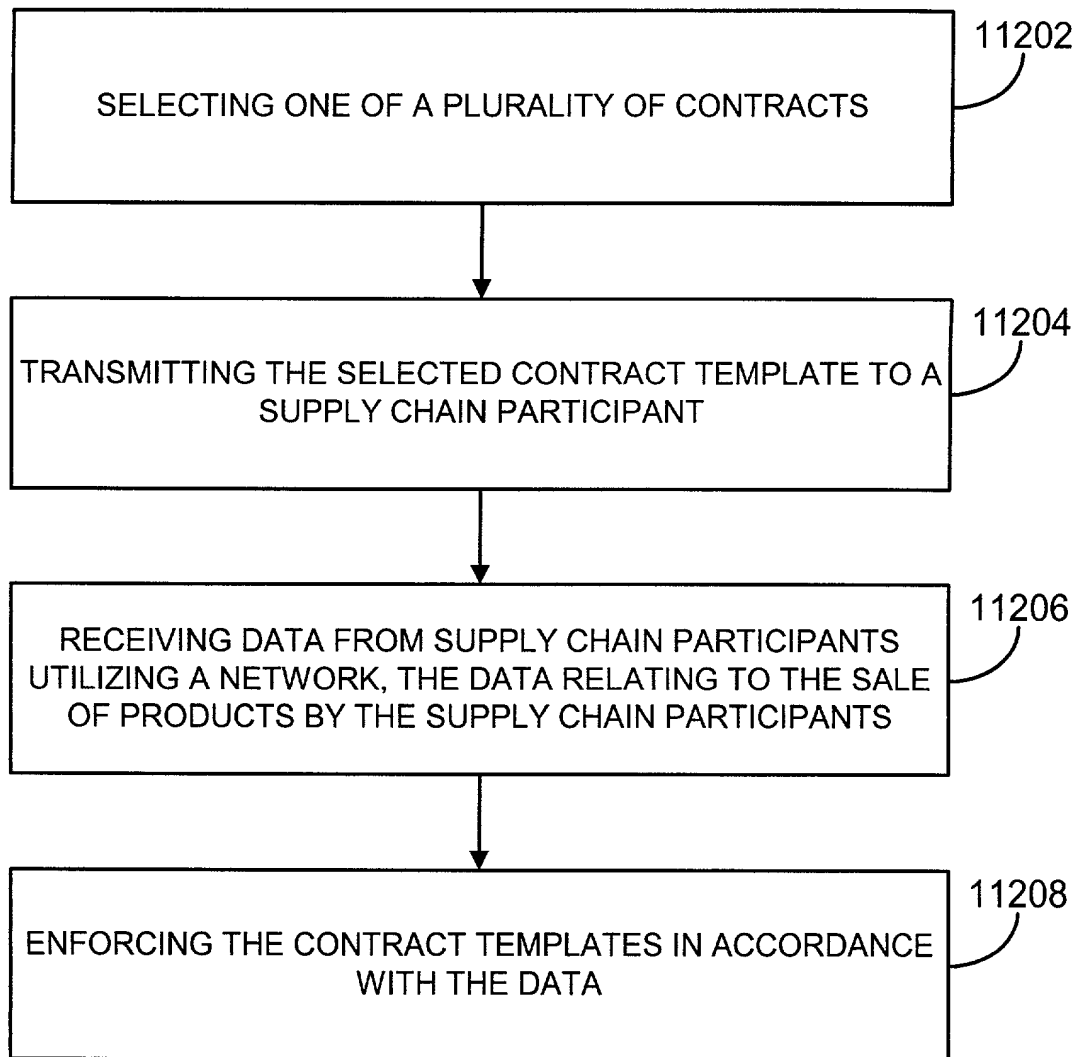 11202
SELECTING ONE OF A PLURALITY OF CONTRACTS
11204
TRANSMITTING THE SELECTED CONTRACT TEMPLATE TO A
SUPPLY CHAIN PARTICIPANT
11206
RECEIVING DATA FROM SUPPLY CHAIN PARTICIPANTS
UTILIZING A NETWORK, THE DATA RELATING TO THE SALE
OF PRODUCTS BY THE SUPPLY CHAIN PARTICIPANTS
11208
ENFORCING THE CONTRACT TEMPLATES IN ACCORDANCE
WITH THE DATA